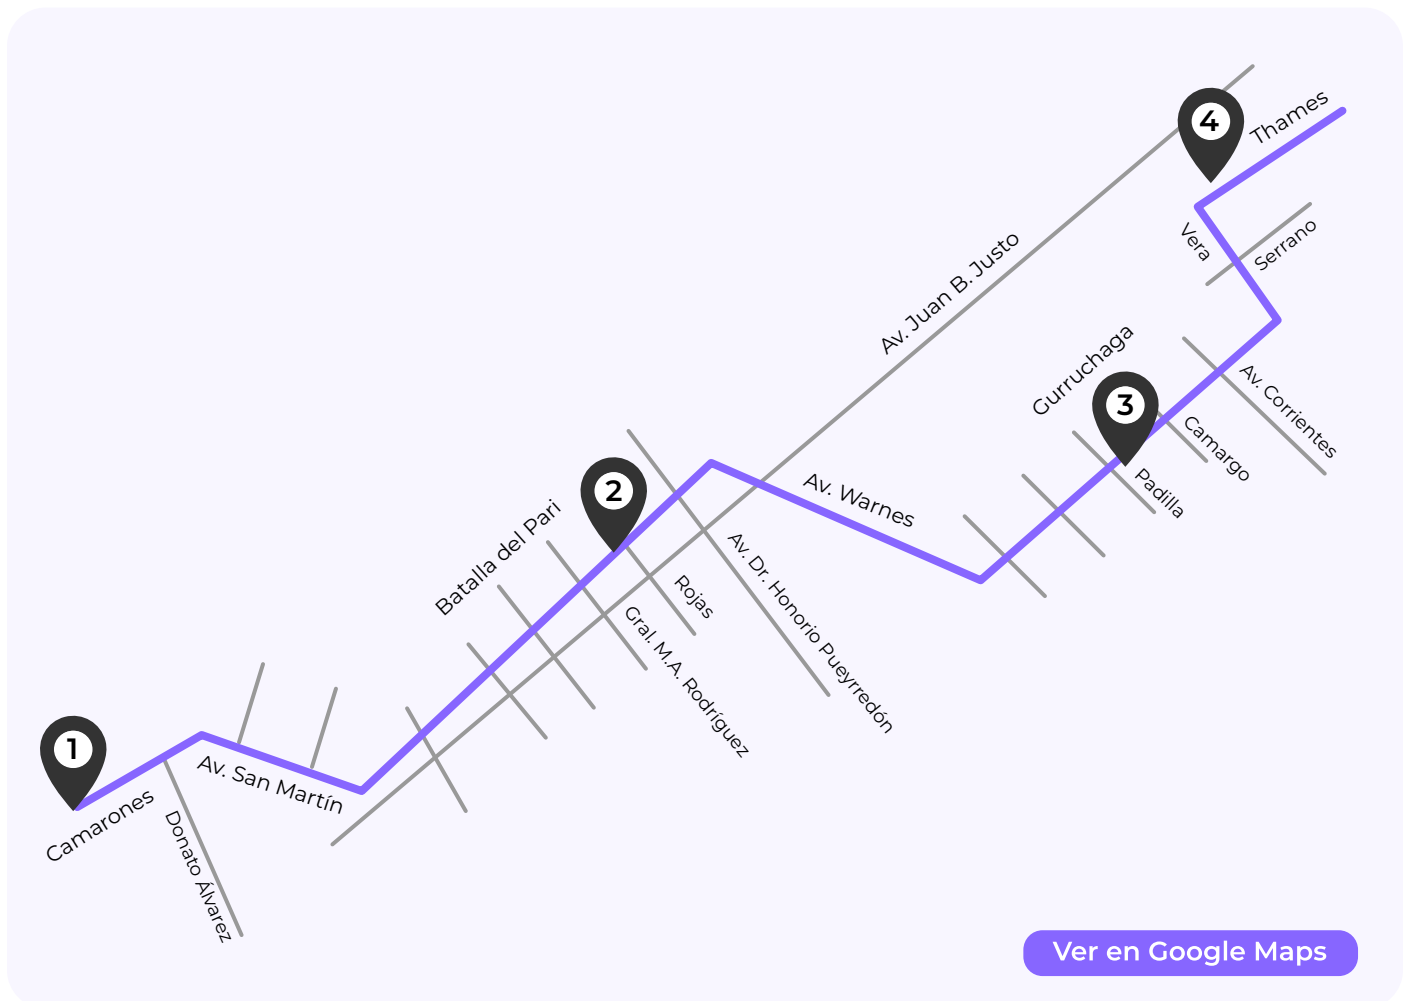 4
Thames
Vera
Serrano
Av. Juan B. Justo
Gurruchaga
3
Av. Corrientes
Camargo
Padilla
2
Av. Warnes
Batalla del Pari
Av. Dr. Honorio Pueyrredón
Rojas
Gral. M.A. Rodríguez
1
Av. San Martín
Camarones
Donato Álvarez
Ver en Google Maps